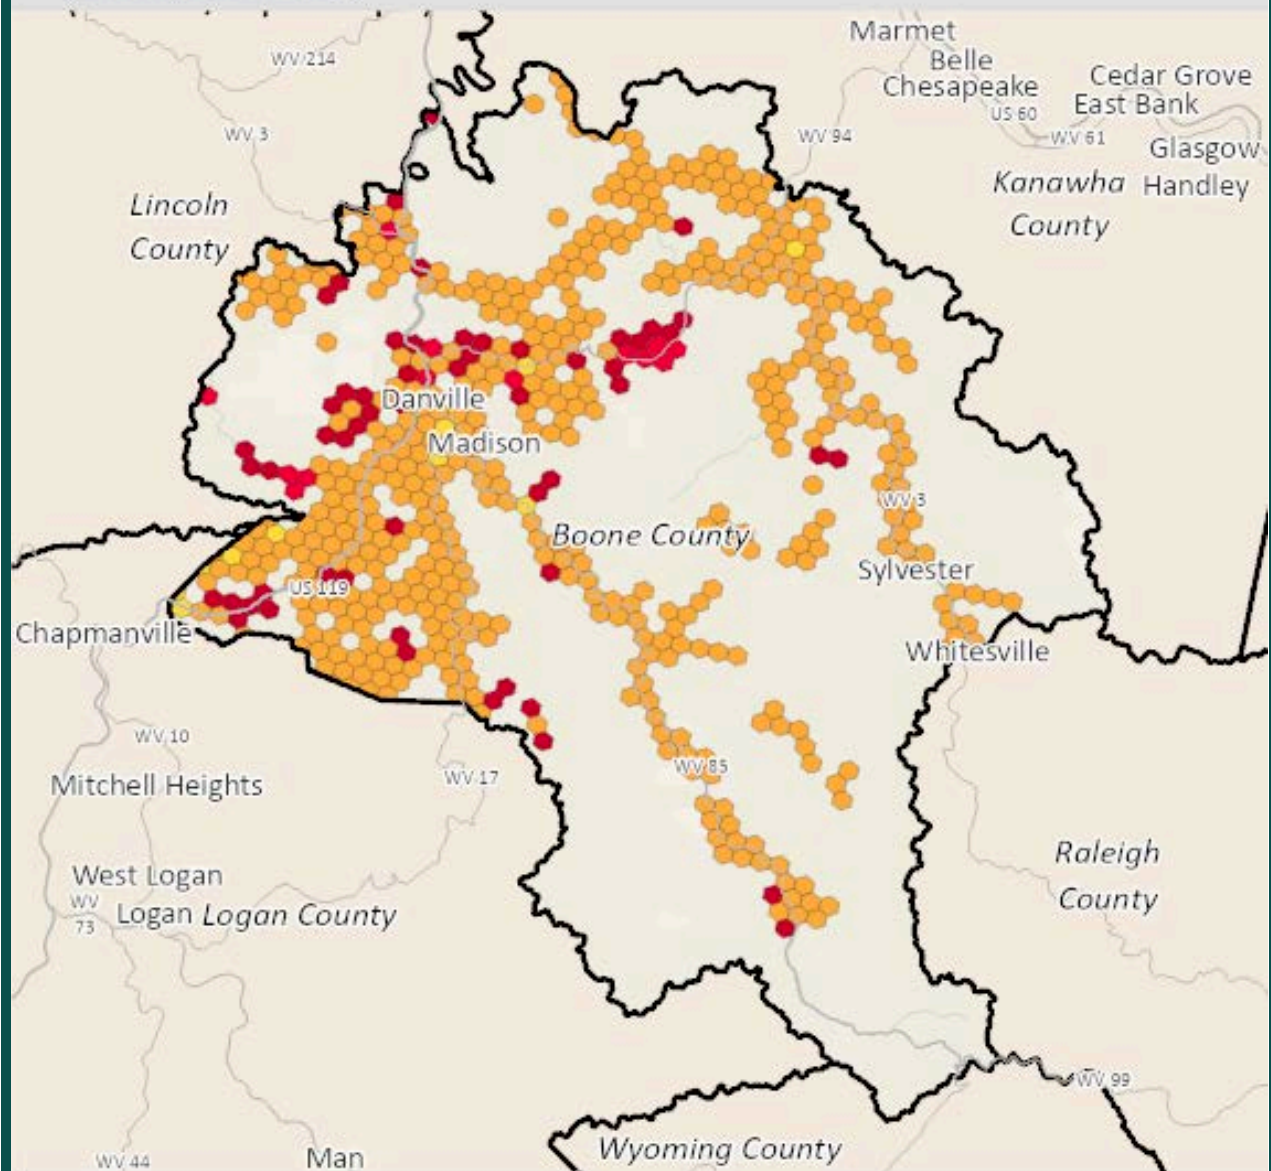 Marmet
Belle
Chesapeake
Cedar Grove
East Bank
US 60
WV 61
WV 214
WV 3
WV 94
Glasgow
Handley
Kanawha
County
Lincoln
County
Danville
Madison
Boone County
WV 3
Sylvester
US 119
Chapmanville
Whitesville
WV 10
WV 17
WV 85
Mitchell Heights
West Logan
WV
73
Logan
Logan County
Raleigh
County
WV 99
Wyoming County
WV 44
Man